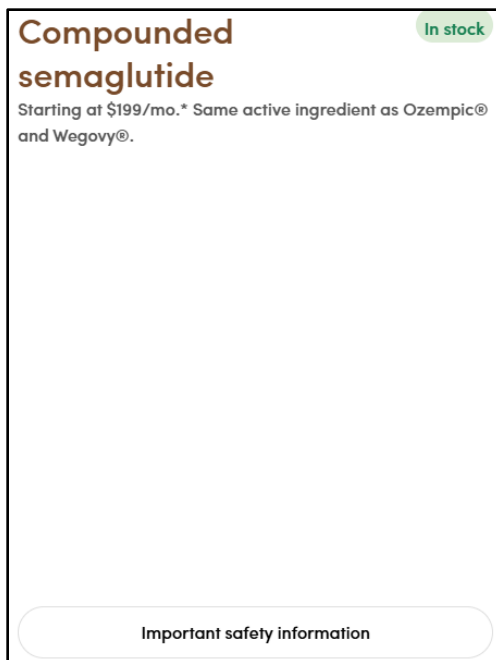 Compounded
semaglutide
In stock
Starting at $199/mo.* Same active ingredient as Ozempic®
and Wegovy®.
Important safety information